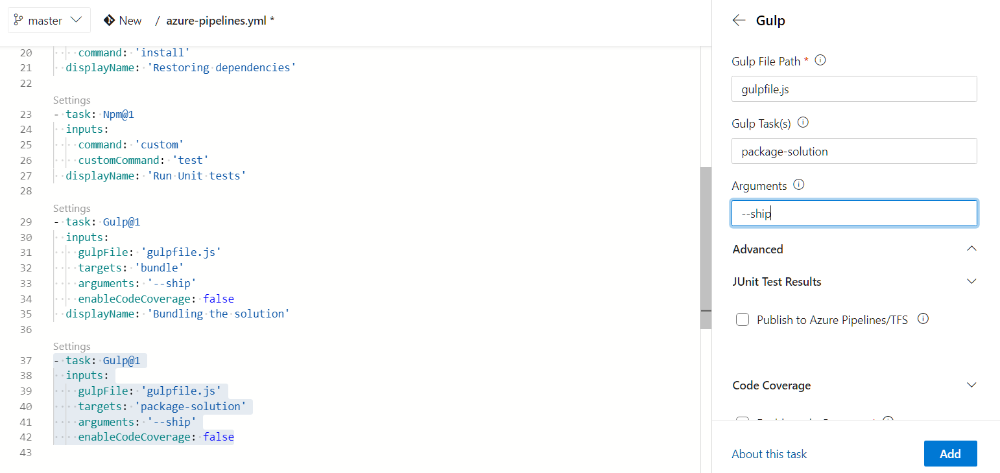 master
New / azure-pipelines.yml *
20 command: 'install'
21 displayName: 'Restoring dependencies'
22
Settings
23 - task: Npm@1
24 inputs:
25 command: 'custom'
26 customCommand: 'test'
27 displayName: 'Run Unit tests'
28
Settings
29 - task: Gulp@1
30 inputs:
31 gulpFile: 'gulpfile.js'
32 targets: 'bundle'
33 arguments: '--ship'
34 enableCodeCoverage: false
35 displayName: 'Bundling the solution'
36
Settings
37 - task: Gulp@1
38 inputs:
39 gulpFile: 'gulpfile.js'
40 targets: 'package-solution'
41 arguments: '--ship'
42 enableCodeCoverage: false
43
Gulp
Gulp File Path *
gulpfile.js
Gulp Task(s)
package-solution
Arguments
--ship
Advanced
JUnit Test Results
Publish to Azure Pipelines/TFS
Code Coverage
About this task
Add